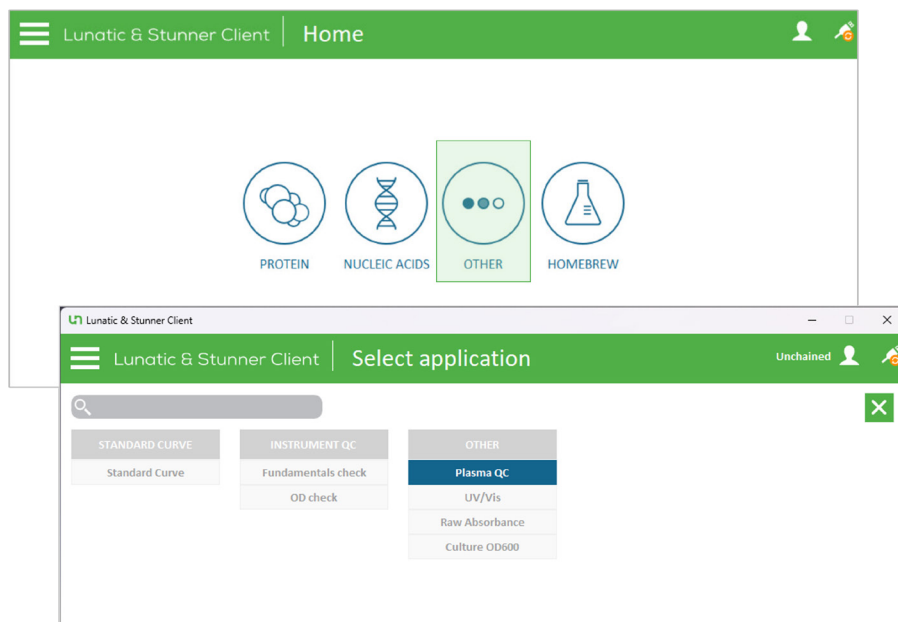 Lunatic & Stunner Client Home
PROTEIN NUCLEIC ACIDS OTHER HOMEBREW
Lunatic & Stunner Client
Lunatic & Stunner Client Select application Unchained
STANDARD CURVE INSTRUMENT QC OTHER
Standard Curve Fundamentals check Plasma QC
OD check UV/Vis
Raw Absorbance
Culture OD600